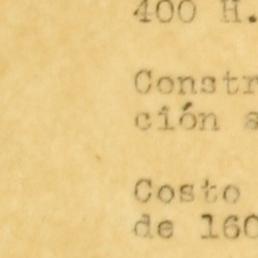 400 H.
Constr
ción s
Costo
de 160